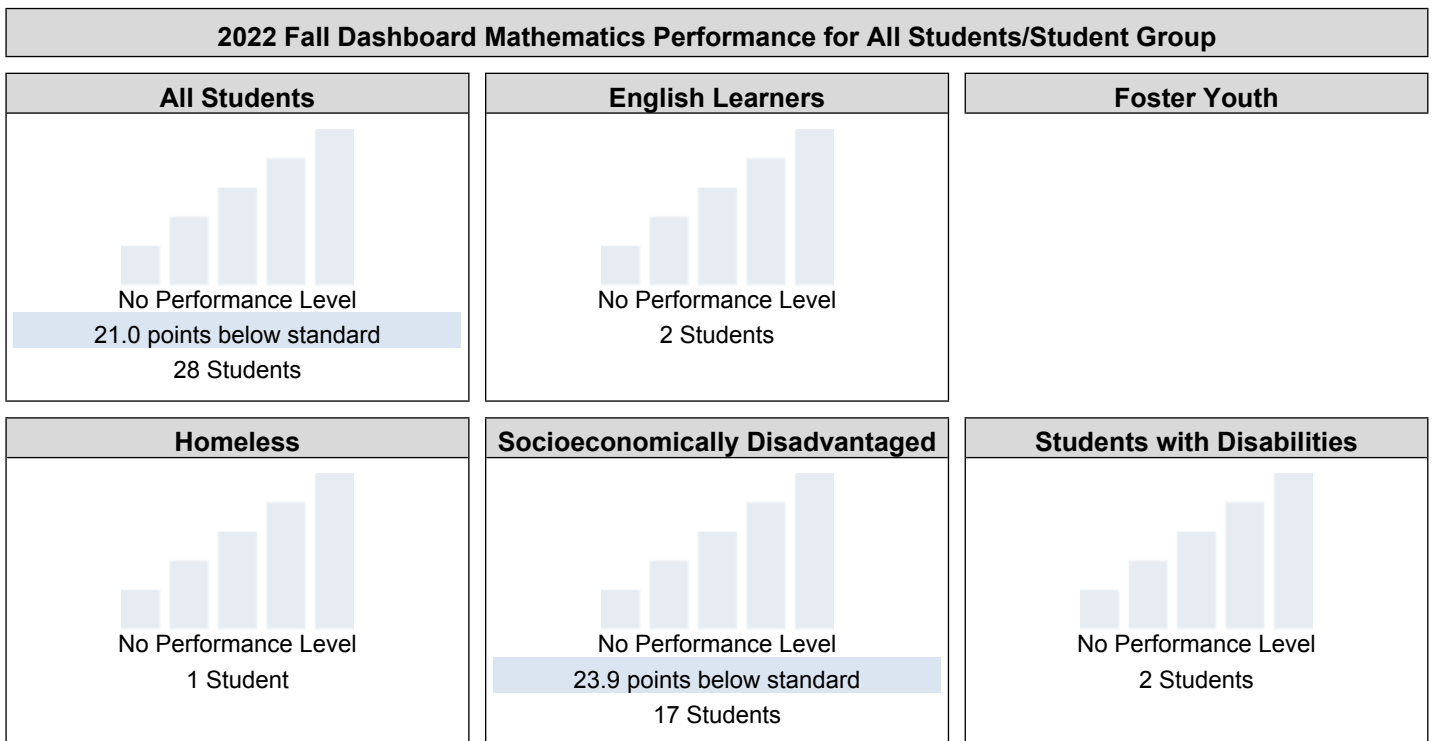 2022 Fall Dashboard Mathematics Performance for All Students/Student Group
All Students
No Performance Level
21.0 points below standard
28 Students
English Learners
No Performance Level
2 Students
Foster Youth
Homeless
No Performance Level
1 Student
Socioeconomically Disadvantaged
No Performance Level
23.9 points below standard
17 Students
Students with Disabilities
No Performance Level
2 Students